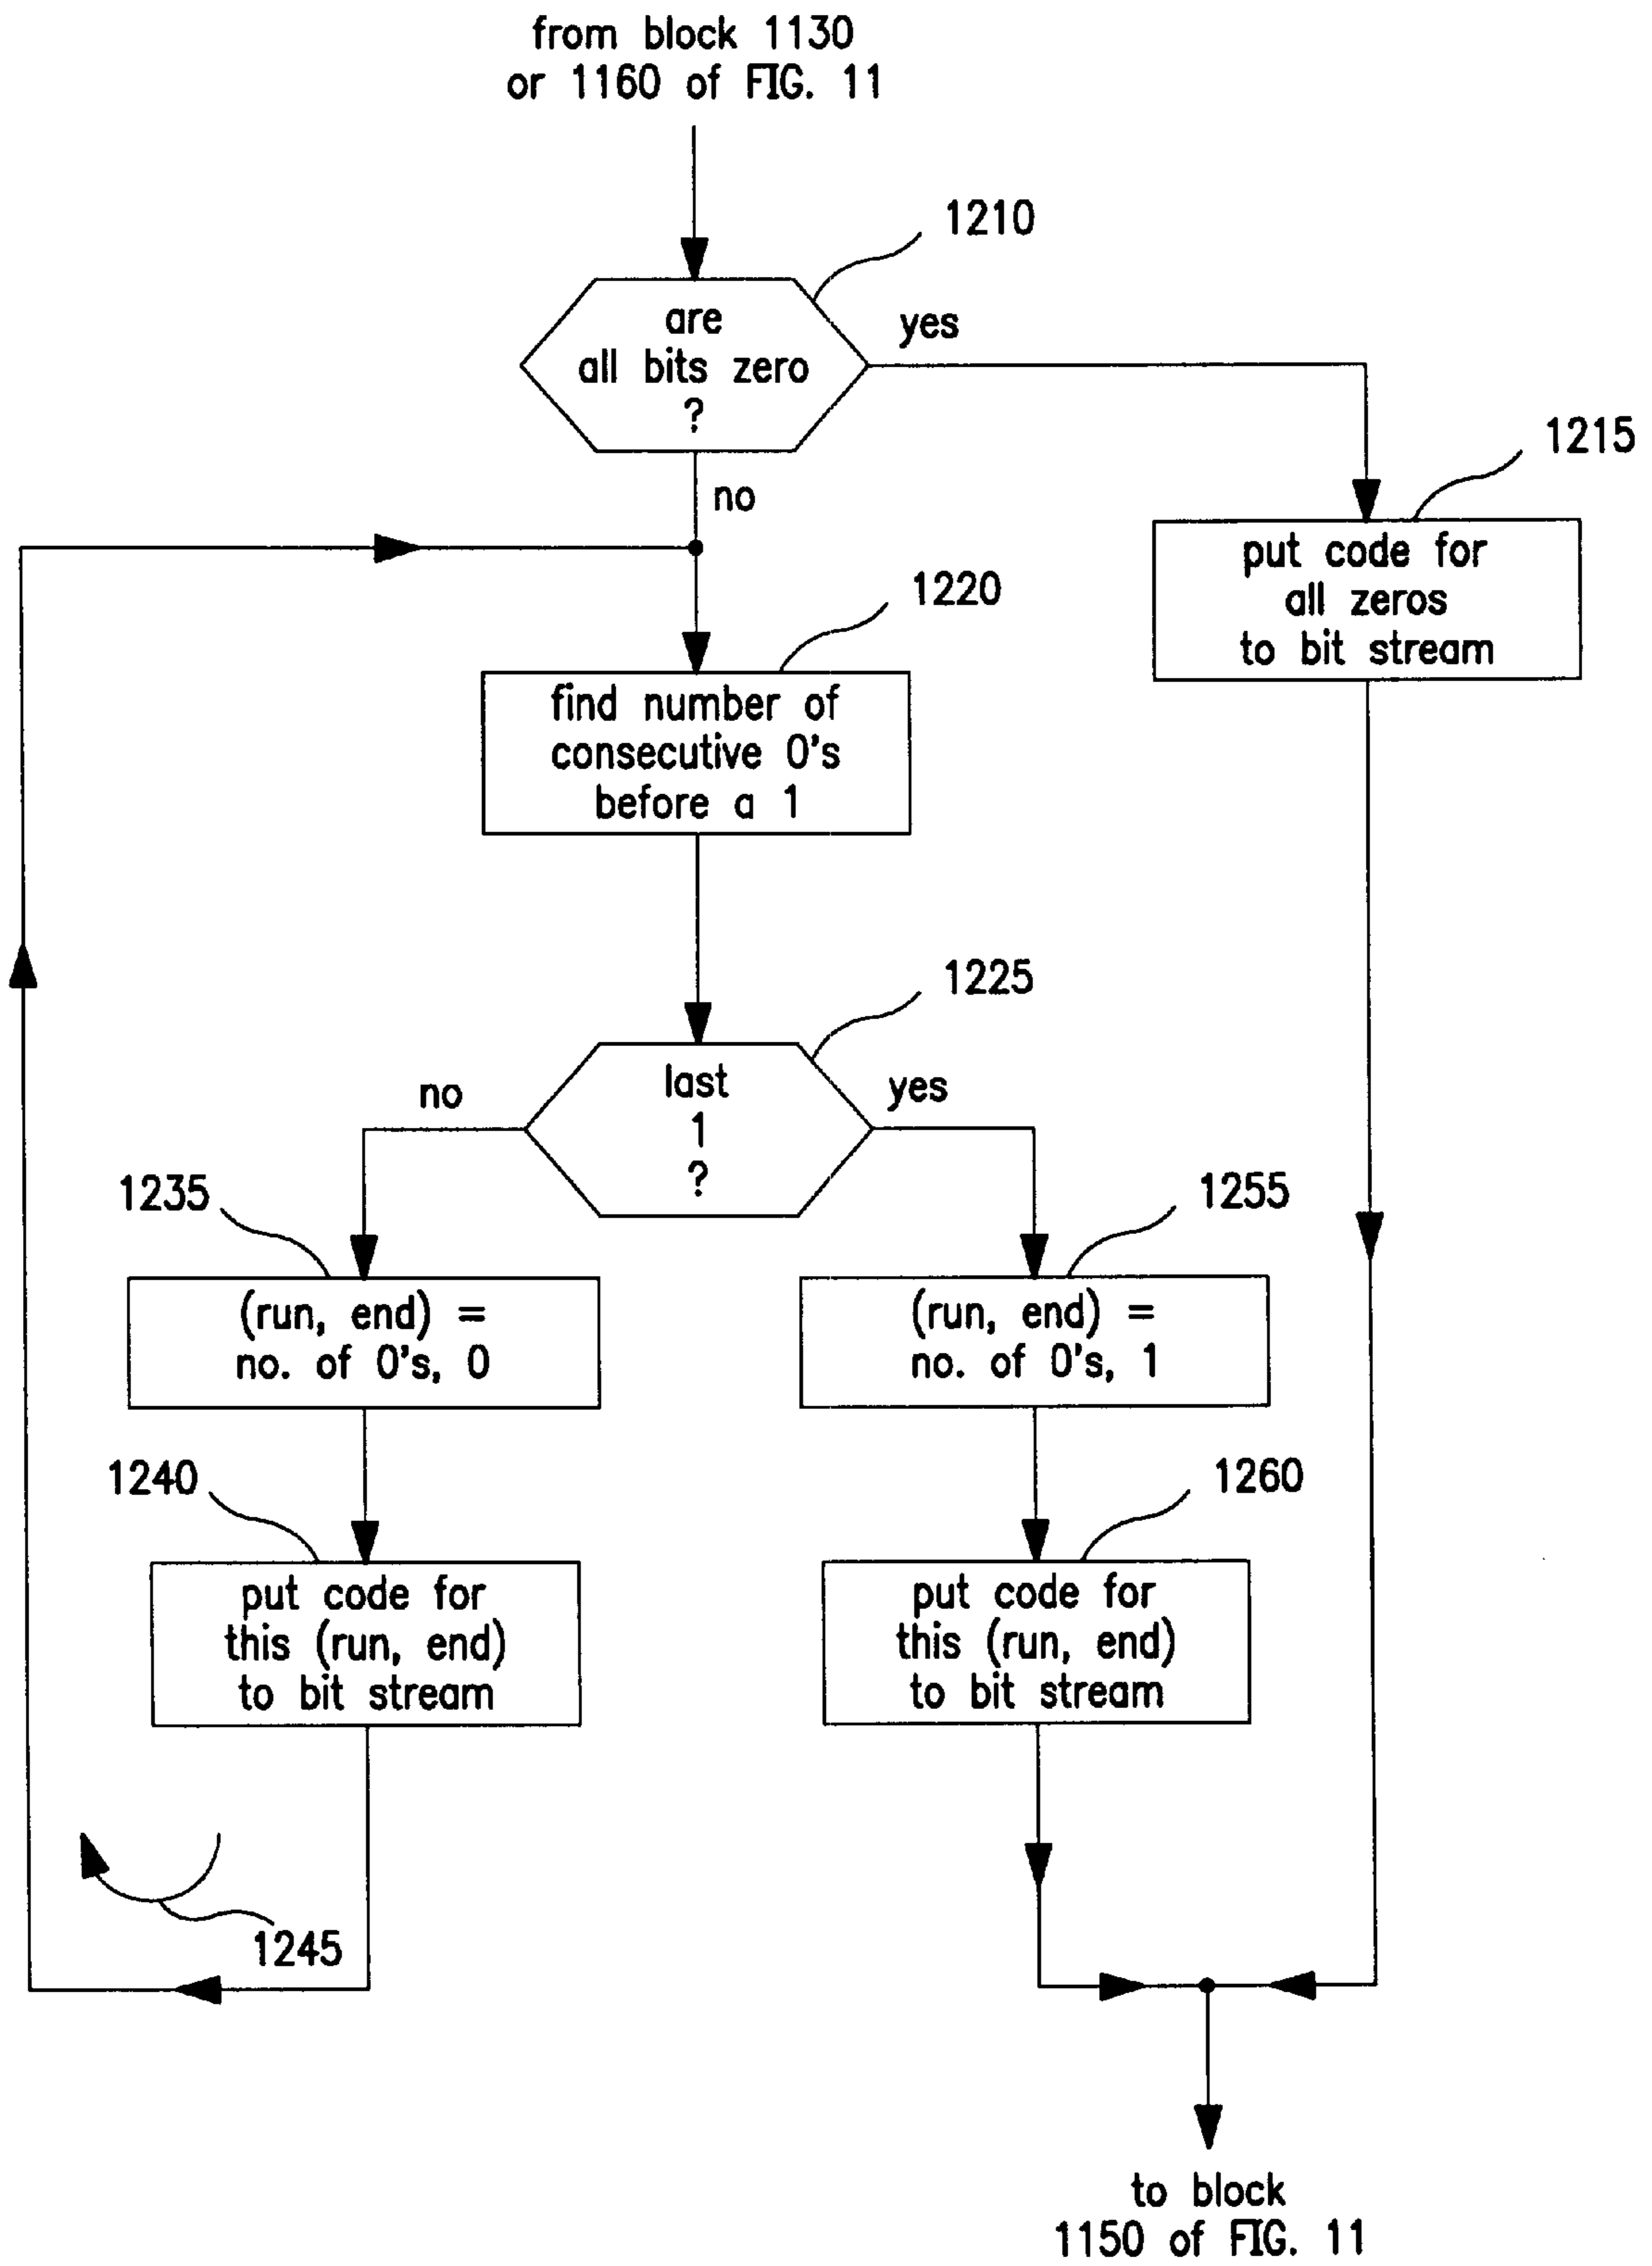 from block 1130
or 1160 of FIG. 11
1210
are
all bits zero
?
yes
no
1215
put code for
all zeros
to bit stream
1220
find number of
consecutive 0's
before a 1
1225
last
1
?
no
yes
1235
(run, end) =
no. of 0's, 0
1255
(run, end) =
no. of 0's, 1
1240
put code for
this (run, end)
to bit stream
1260
put code for
this (run, end)
to bit stream
1245
to block
1150 of FIG. 11